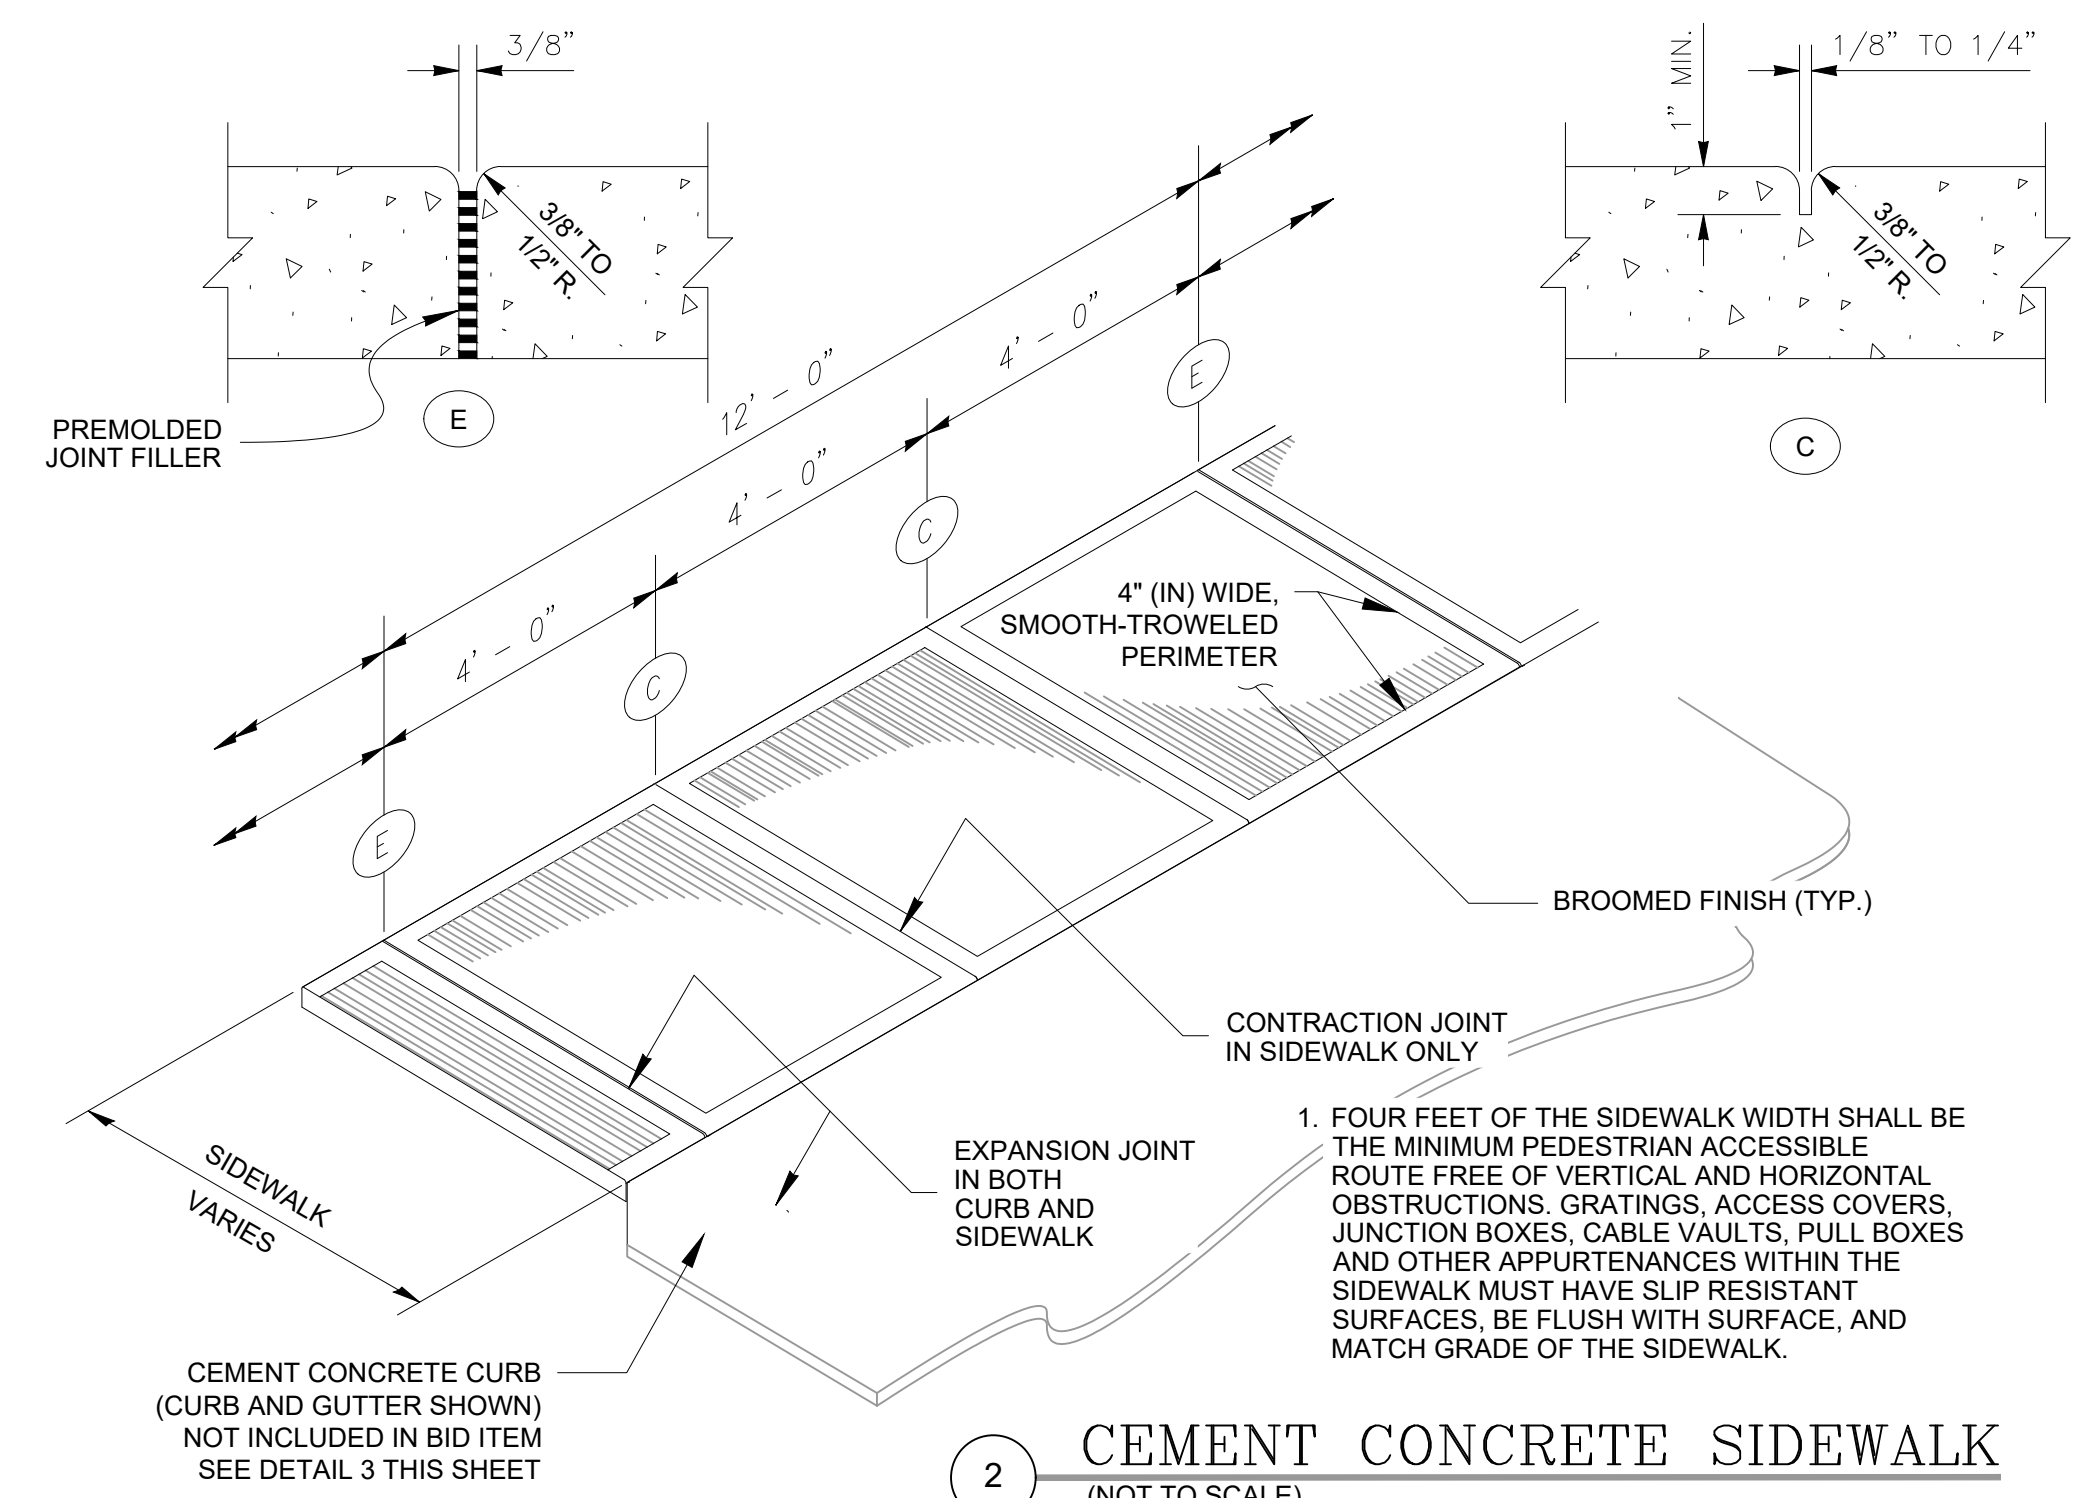 3/8"
3/8" TO
1/2" R.
PREMOLDED
JOINT FILLER
E
1" MIN.
1/8" TO 1/4"
3/8" TO
1/2" R.
C
12' - 0"
4' - 0"
4' - 0"
4' - 0"
E
C
C
E
4" (IN) WIDE,
SMOOTH-TROWELED
PERIMETER
BROOMED FINISH (TYP.)
CONTRACTION JOINT
IN SIDEWALK ONLY
EXPANSION JOINT
IN BOTH
CURB AND
SIDEWALK
SIDEWALK
VARIES
CEMENT CONCRETE CURB
(CURB AND GUTTER SHOWN)
NOT INCLUDED IN BID ITEM
SEE DETAIL 3 THIS SHEET
1. FOUR FEET OF THE SIDEWALK WIDTH SHALL BE
THE MINIMUM PEDESTRIAN ACCESSIBLE
ROUTE FREE OF VERTICAL AND HORIZONTAL
OBSTRUCTIONS. GRATINGS, ACCESS COVERS,
JUNCTION BOXES, CABLE VAULTS, PULL BOXES
AND OTHER APPURTENANCES WITHIN THE
SIDEWALK MUST HAVE SLIP RESISTANT
SURFACES, BE FLUSH WITH SURFACE, AND
MATCH GRADE OF THE SIDEWALK.
2
CEMENT CONCRETE SIDEWALK
(NOT TO SCALE)